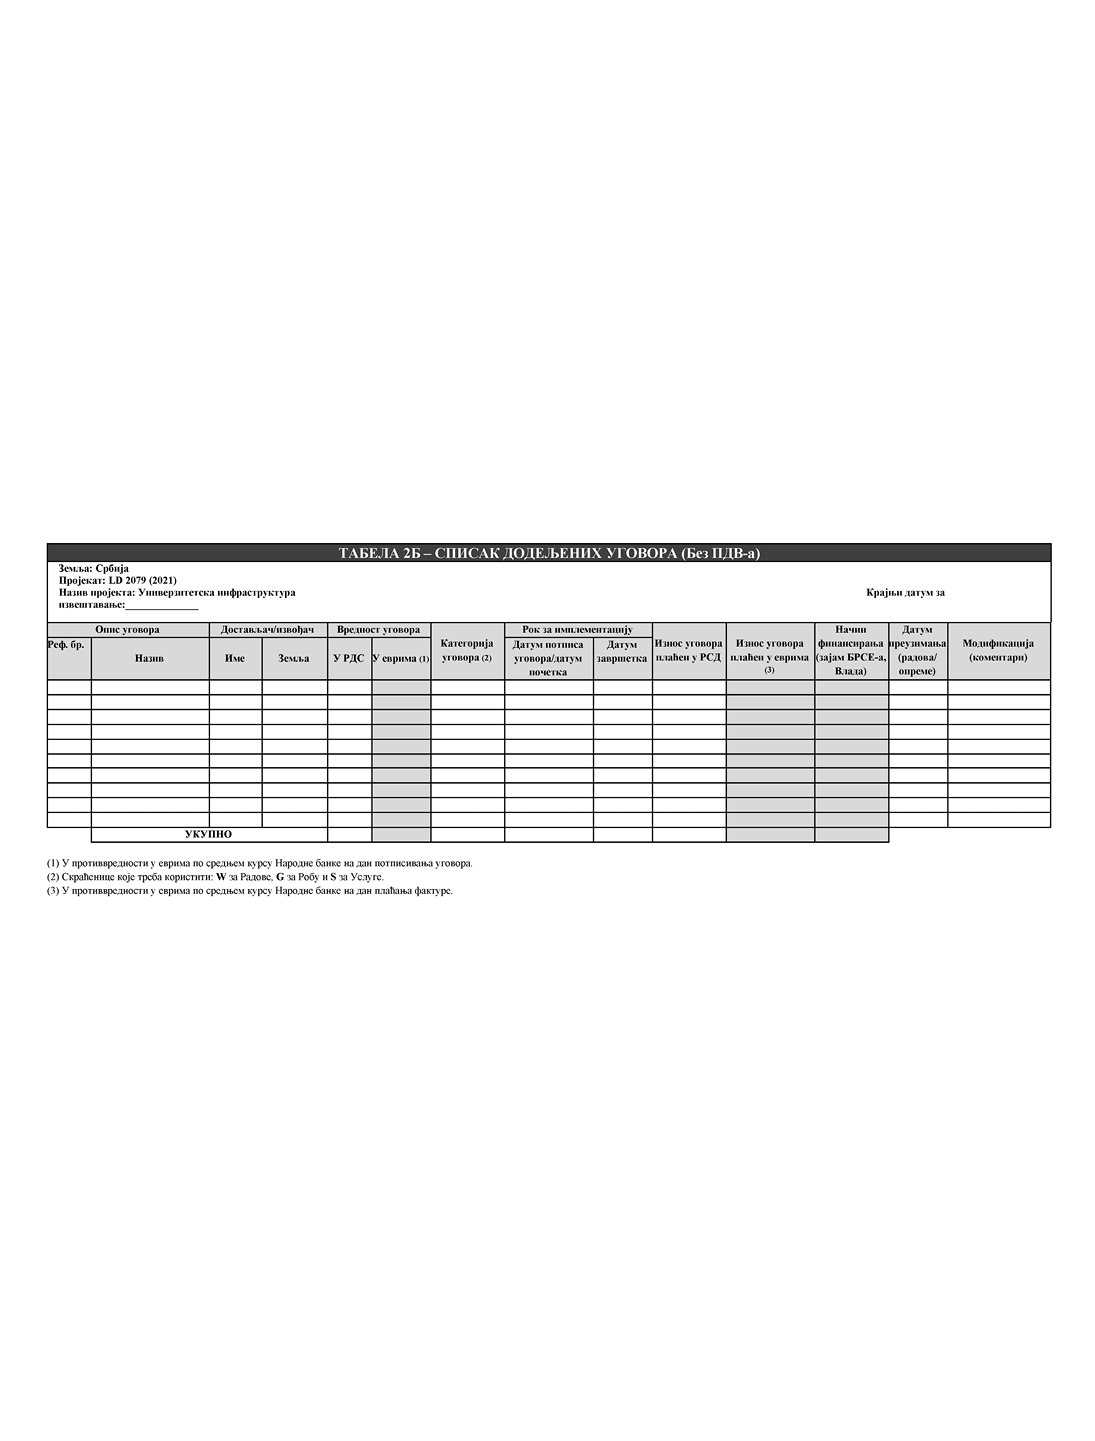 ТАБЕЛА 2Б – СПИСАК ДОДЕЉЕНИХ УГОВОРА (Без ПДВ-а)
Земља: Србија
Пројекат: LD 2079 (2021)
Назив пројекта: Универзитетска инфраструктура Крајњи датум за
извештавање:_______________
Опис уговора
Достављач/извођач
Вредност уговора
Категорија
уговора (2)
Рок за имплементацију
Износ уговора
плаћен у РСД
Износ уговора
плаћен у еврима
(3)
Начин
финансирања
(зајам БРСЕ-а,
Влада)
Датум
преузимања
(радова/
опреме)
Модификација
(коментари)
Реф. бр.
Назив
Име
Земља
У РДС
У еврима (1)
Датум потписа
уговора/датум
почетка
Датум
завршетка
УКУПНО
(1) У противвредности у еврима по средњем курсу Народне банке на дан потписивања уговора.
(2) Скраћенице које треба користити: W за Радове, G за Робу и S за Услуге.
(3) У противвредности у еврима по средњем курсу Народне банке на дан плаћања фактуре.